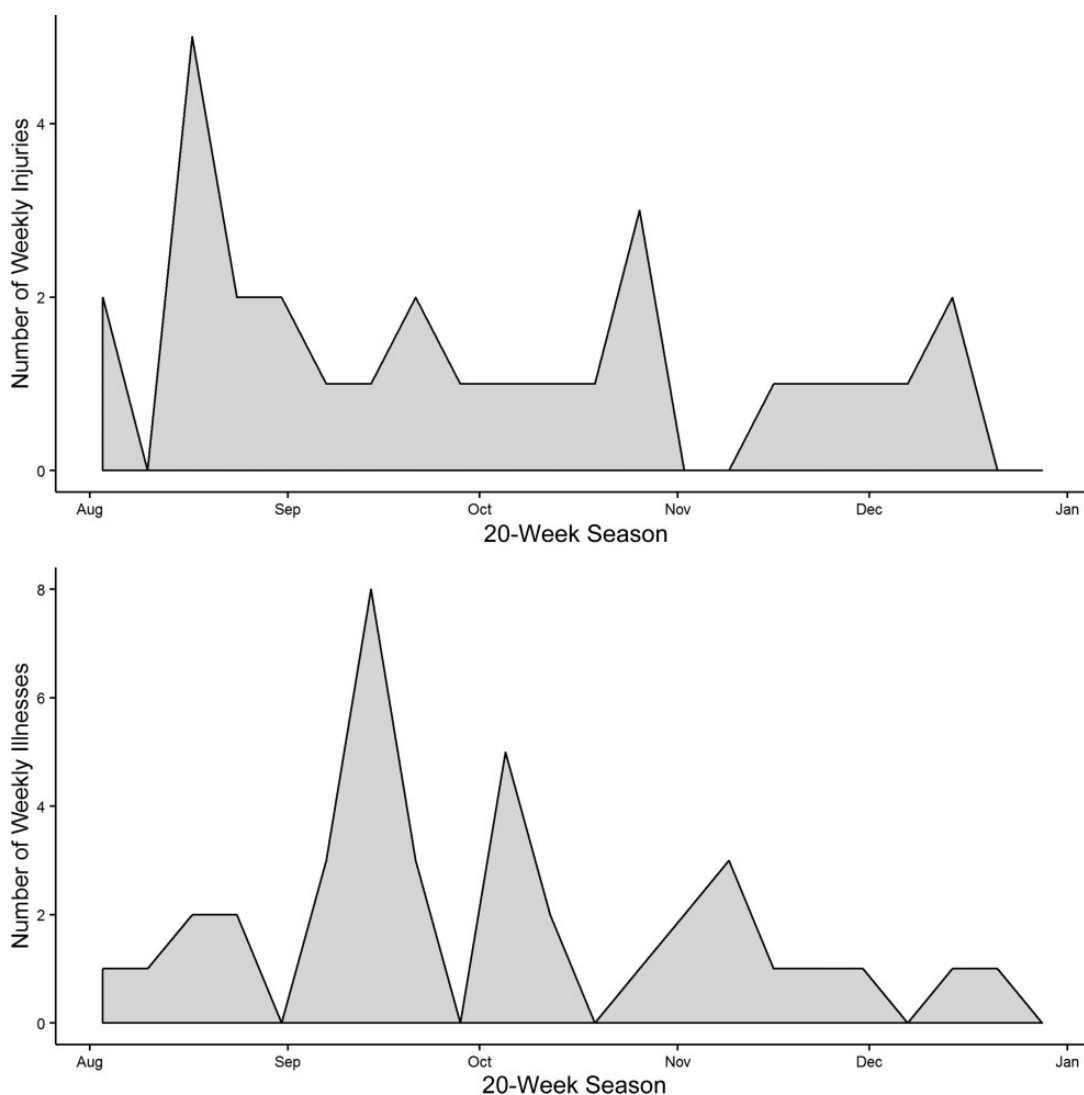 Number of Weekly Injuries
4
2
0
Aug Sep Oct Nov Dec Jan
20-Week Season
Number of Weekly Illnesses
8
6
4
2
0
Aug Sep Oct Nov Dec Jan
20-Week Season